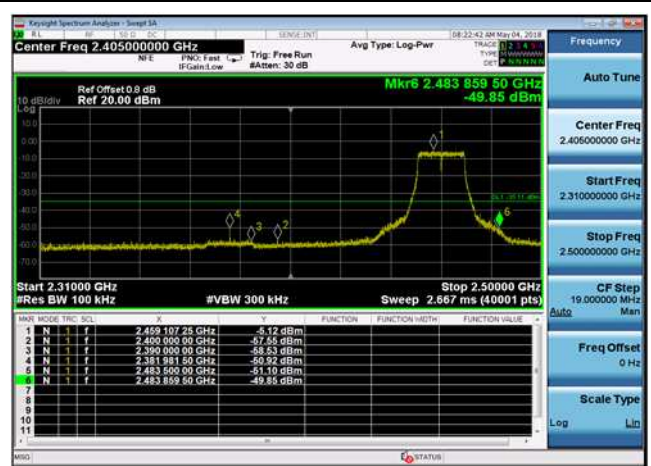 Keysight Spectrum Analyzer - Swept SA
RL RF 50 Ω DC SENSE:INT 08:22:42 AM May 04, 2018
Center Freq 2.405000000 GHz Avg Type: Log-Pwr TRACE 1 2 3 4 5 6
NFE PNO: Fast Trig: Free Run TYPE
IFGain:Low #Atten: 30 dB DET P N N N N N
Frequency
Auto Tune
Mkr6 2.483 859 50 GHz
-49.85 dBm
Ref Offset 0.8 dB
10 dB/div Ref 20.00 dBm
Log
10.0
0.00
-10.0
-20.0
-30.0
-40.0
-50.0
-60.0
-70.0
1
2
3
4
6
Center Freq
2.405000000 GHz
Start Freq
2.310000000 GHz
Stop Freq
2.500000000 GHz
Start 2.31000 GHz Stop 2.50000 GHz
#Res BW 100 kHz #VBW 300 kHz Sweep 2.667 ms (40001 pts)
CF Step
19.000000 MHz
Auto Man
MKR MODE TRC SCL X Y FUNCTION FUNCTION WIDTH FUNCTION VALUE
1 N 1 f 2.459 107 25 GHz -5.12 dBm
2 N 1 f 2.400 000 00 GHz -57.55 dBm
3 N 1 f 2.390 000 00 GHz -58.53 dBm
4 N 1 f 2.381 981 50 GHz -50.92 dBm
5 N 1 f 2.483 500 00 GHz -51.10 dBm
6 N 1 f 2.483 859 50 GHz -49.85 dBm
7
8
9
10
11
Freq Offset
0 Hz
Scale Type
Log Lin
MSG STATUS